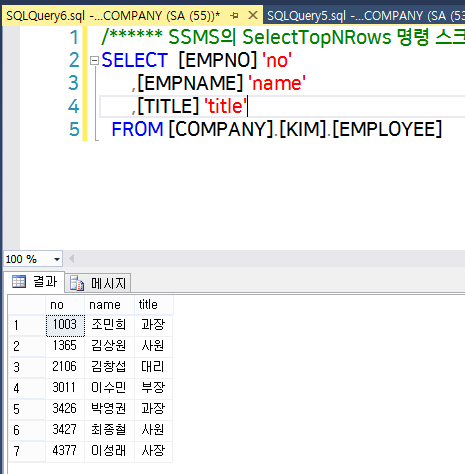 SQLQuery6.sql -...COMPANY (SA (55))* SQLQuery5.sql -...COMPANY (SA (53
1 /****** SSMS의 SelectTopNRows 명령 스크
2 SELECT [EMPNO] 'no'
3 ,[EMPNAME] 'name'
4 ,[TITLE] 'title'
5 FROM [COMPANY].[KIM].[EMPLOYEE]
100 %
결과 메시지
no name title
1 1003 조민희 과장
2 1365 김상원 사원
3 2106 김창섭 대리
4 3011 이수민 부장
5 3426 박영권 과장
6 3427 최종철 사원
7 4377 이성래 사장